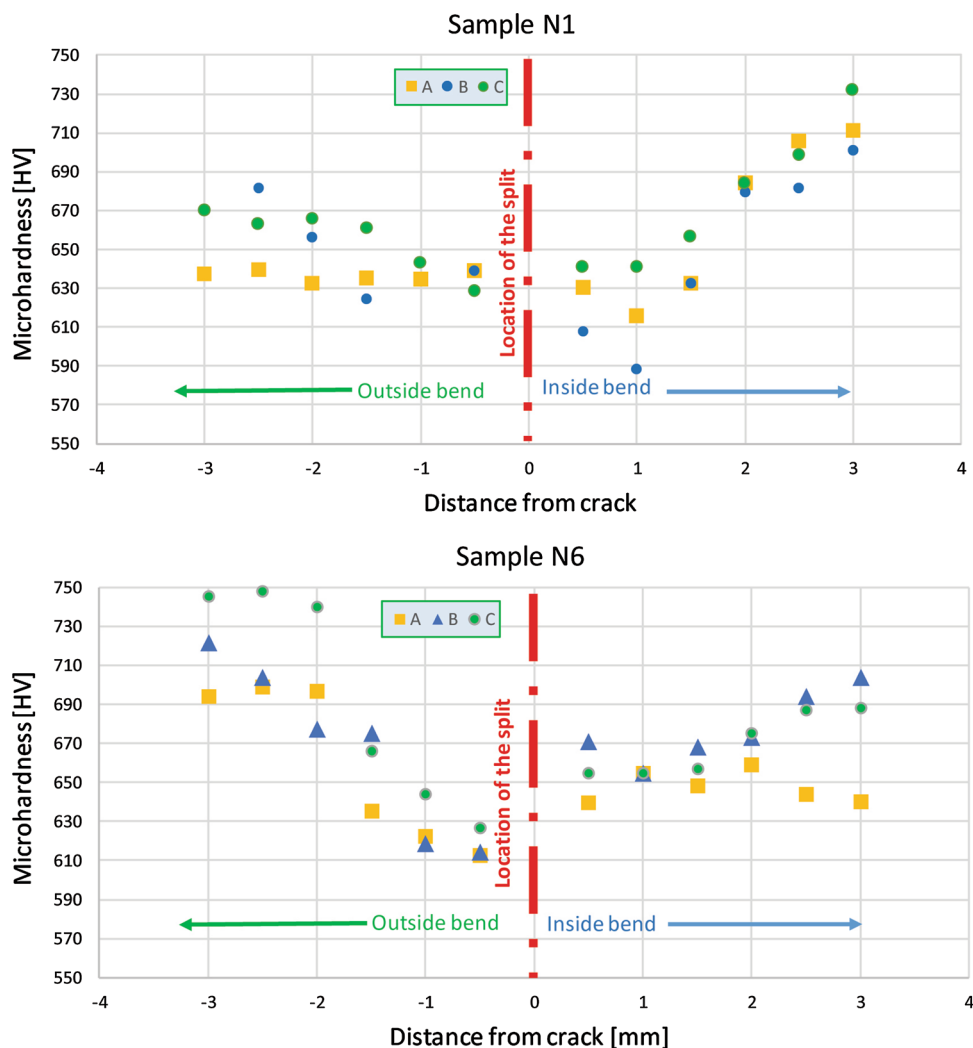 Sample N1
750
730
710
690
670
650
630
610
590
570
550
Microhardness [HV]
A B C
Location of the split
Outside bend
Inside bend
-4 -3 -2 -1 0 1 2 3 4
Distance from crack
Sample N6
750
730
710
690
670
650
630
610
590
570
550
Microhardness [HV]
A B C
Location of the split
Outside bend
Inside bend
-4 -3 -2 -1 0 1 2 3 4
Distance from crack [mm]